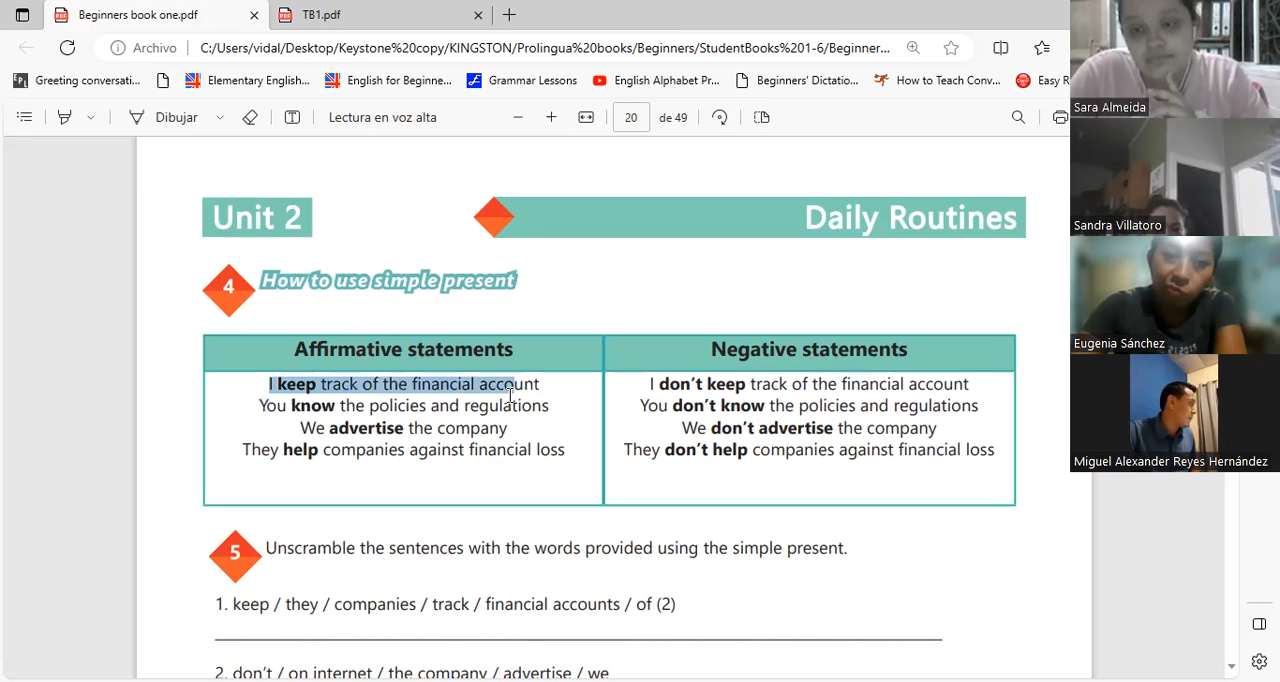 Beginners book one.pdf
TB1.pdf
Archivo
C:/Users/vidal/Desktop/Keystone%20copy/KINGSTON/Prolingua%20books/Beginners/StudentBooks%201-6/Beginner...
Greeting conversati...
Elementary English...
English for Beginne...
Grammar Lessons
English Alphabet Pr...
Beginners' Dictatio...
How to Teach Conv...
Easy R
Dibujar
Lectura en voz alta
20
de 49
Unit 2
Daily Routines
4
How to use simple present
Affirmative statements
Negative statements
I keep track of the financial account
I don't keep track of the financial account
You know the policies and regulations
You don't know the policies and regulations
We advertise the company
We don't advertise the company
They help companies against financial loss
They don't help companies against financial loss
5
Unscramble the sentences with the words provided using the simple present.
1. keep / they / companies / track / financial accounts / of (2)
2. don't / on internet / the company / advertise / we
Sara Almeida
Sandra Villatoro
Eugenia Sánchez
Miguel Alexander Reyes Hernández